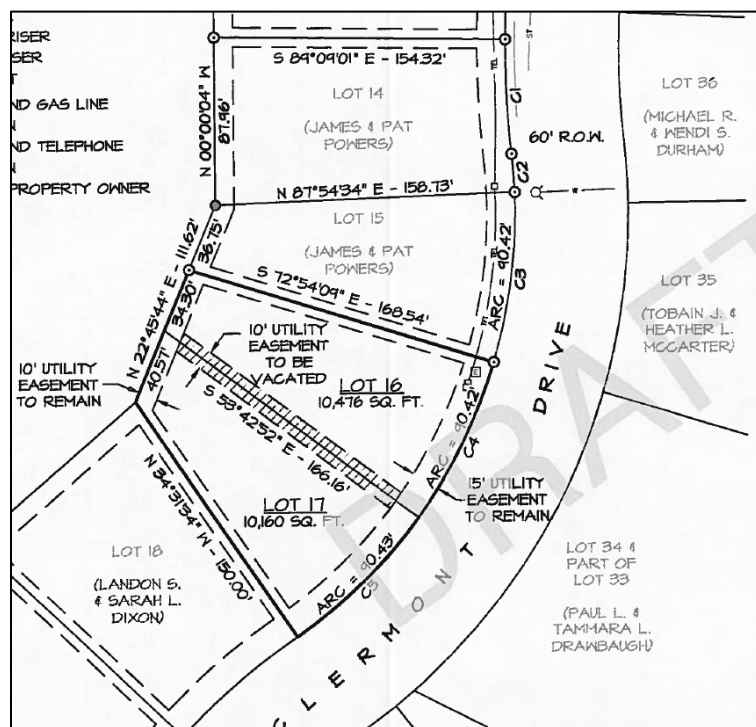 RISER
SER
T
ND GAS LINE
N
ND TELEPHONE
N
PROPERTY OWNER
N 00°00'04" W
87.96'
S 89°09'01" E - 154.32'
LOT 14
(JAMES & PAT
POWERS)
C1
ST
TEL
C2
60' R.O.W.
LOT 36
(MICHAEL R.
& WENDI S.
DURHAM)
N 87°54'34" E - 158.73'
LOT 15
(JAMES & PAT
POWERS)
ARC = 90.42'
C3
LOT 35
(TOBAIN J. &
HEATHER L.
MCCARTER)
N 22°45'44" E - 111.62'
36.75'
34.30'
40.57'
S 72°54'09" E - 168.54'
10' UTILITY
EASEMENT
TO BE
VACATED
10' UTILITY
EASEMENT
TO REMAIN
LOT 16
10,476 SQ. FT.
S 53°42'52" E - 166.16'
ARC = 90.42'
C4
15' UTILITY
EASEMENT
TO REMAIN
LOT 17
10,160 SQ. FT.
N 34°31'54" W - 150.00'
ARC = 90.43'
C5
LOT 18
(LANDON S.
& SARAH L.
DIXON)
LOT 34 &
PART OF
LOT 33
(PAUL L. &
TAMMARA L.
DRAWBAUGH)
CLERMONT DRIVE
DRAFT